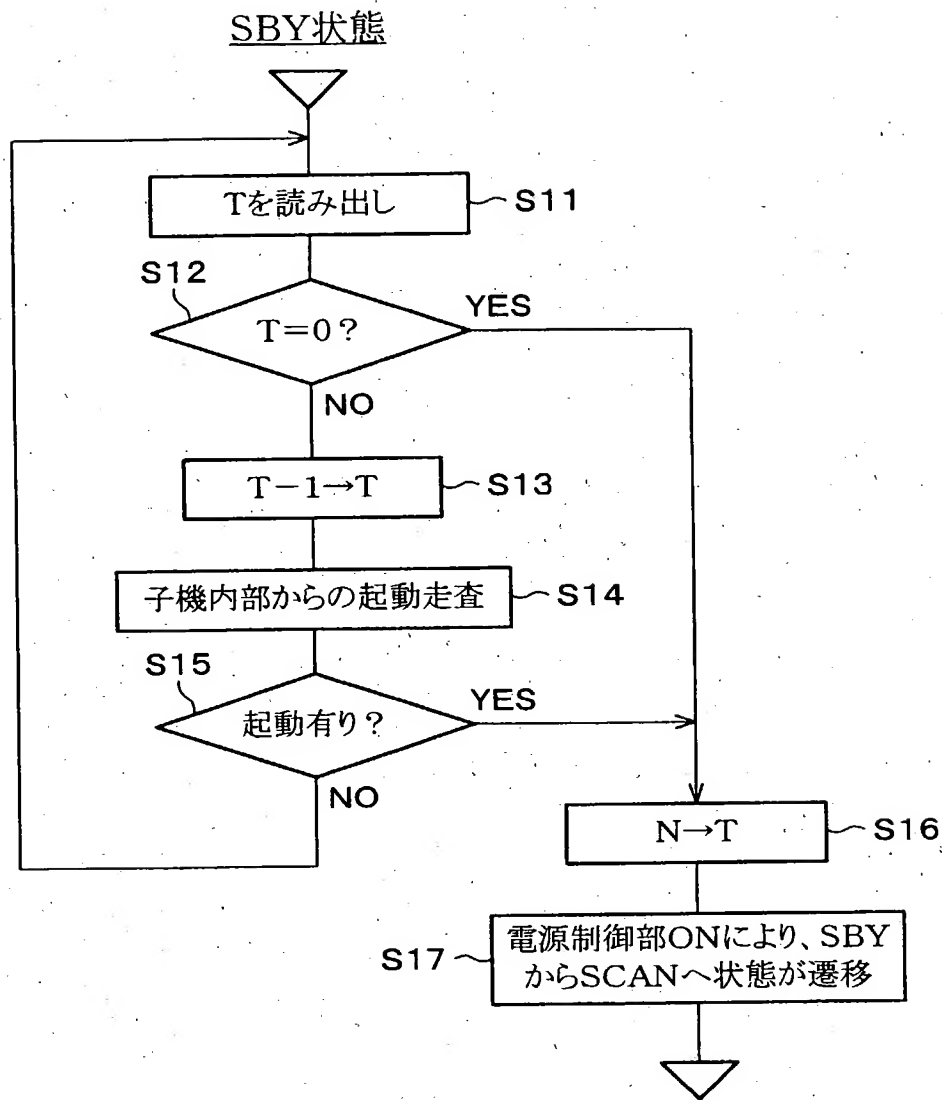 SBY状態
Tを読み出し
S11
S12
T=0?
YES
NO
T-1→T
S13
子機内部からの起動走査
S14
S15
起動有り?
YES
NO
N→T
S16
S17
電源制御部ONにより、SBY
からSCANへ状態が遷移